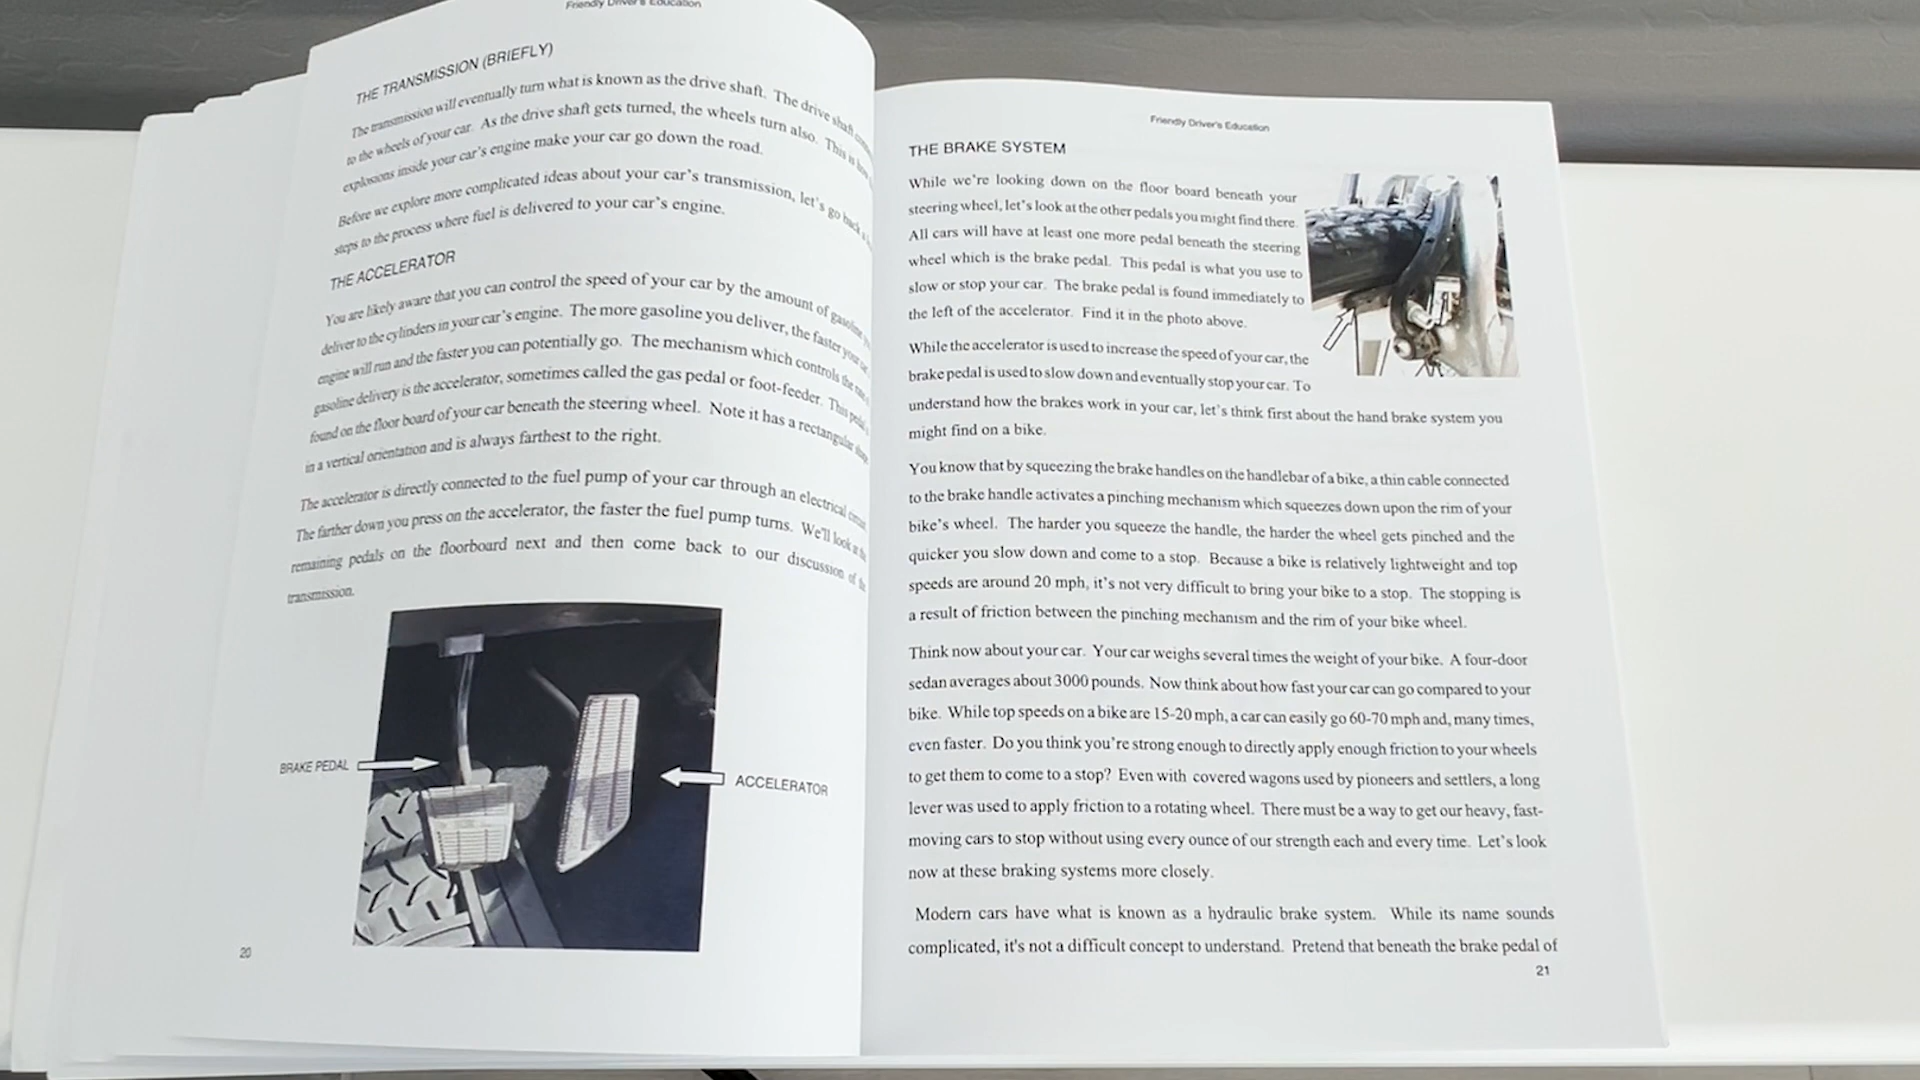 Friendly Driver's Education
THE TRANSMISSION (BRIEFLY)
The transmission will eventually turn what is known as the drive shaft. The drive shaft
to the wheels of your car. As the drive shaft gets turned, the wheels turn also. This is how
explosions inside your car's engine make your car go down the road.
Before we explore more complicated ideas about your car's transmission, let's go back a
steps to the process where fuel is delivered to your car's engine.
THE ACCELERATOR
You are likely aware that you can control the speed of your car by the amount of gasoline
deliver to the cylinders in your car's engine. The more gasoline you deliver, the faster your
engine will run and the faster you can potentially go. The mechanism which controls the
gasoline delivery is the accelerator, sometimes called the gas pedal or foot-feeder. This pedal
found on the floor board of your car beneath the steering wheel. Note it has a rectangular shape
in a vertical orientation and is always farthest to the right.
The accelerator is directly connected to the fuel pump of your car through an electrical
The farther down you press on the accelerator, the faster the fuel pump turns. We'll look at the
remaining pedals on the floorboard next and then come back to our discussion of the
transmission.
BRAKE PEDAL
ACCELERATOR
20
Friendly Driver's Education
THE BRAKE SYSTEM
While we're looking down on the floor board beneath your
steering wheel, let's look at the other pedals you might find there.
All cars will have at least one more pedal beneath the steering
wheel which is the brake pedal. This pedal is what you use to
slow or stop your car. The brake pedal is found immediately to
the left of the accelerator. Find it in the photo above.
While the accelerator is used to increase the speed of your car, the
brake pedal is used to slow down and eventually stop your car. To
understand how the brakes work in your car, let's think first about the hand brake system you
might find on a bike.
You know that by squeezing the brake handles on the handlebar of a bike, a thin cable connected
to the brake handle activates a pinching mechanism which squeezes down upon the rim of your
bike's wheel. The harder you squeeze the handle, the harder the wheel gets pinched and the
quicker you slow down and come to a stop. Because a bike is relatively lightweight and top
speeds are around 20 mph, it's not very difficult to bring your bike to a stop. The stopping is
a result of friction between the pinching mechanism and the rim of your bike wheel.
Think now about your car. Your car weighs several times the weight of your bike. A four-door
sedan averages about 3000 pounds. Now think about how fast your car can go compared to your
bike. While top speeds on a bike are 15-20 mph, a car can easily go 60-70 mph and, many times,
even faster. Do you think you're strong enough to directly apply enough friction to your wheels
to get them to come to a stop? Even with covered wagons used by pioneers and settlers, a long
lever was used to apply friction to a rotating wheel. There must be a way to get our heavy, fast-
moving cars to stop without using every ounce of our strength each and every time. Let's look
now at these braking systems more closely.
Modern cars have what is known as a hydraulic brake system. While its name sounds
complicated, it's not a difficult concept to understand. Pretend that beneath the brake pedal of
21